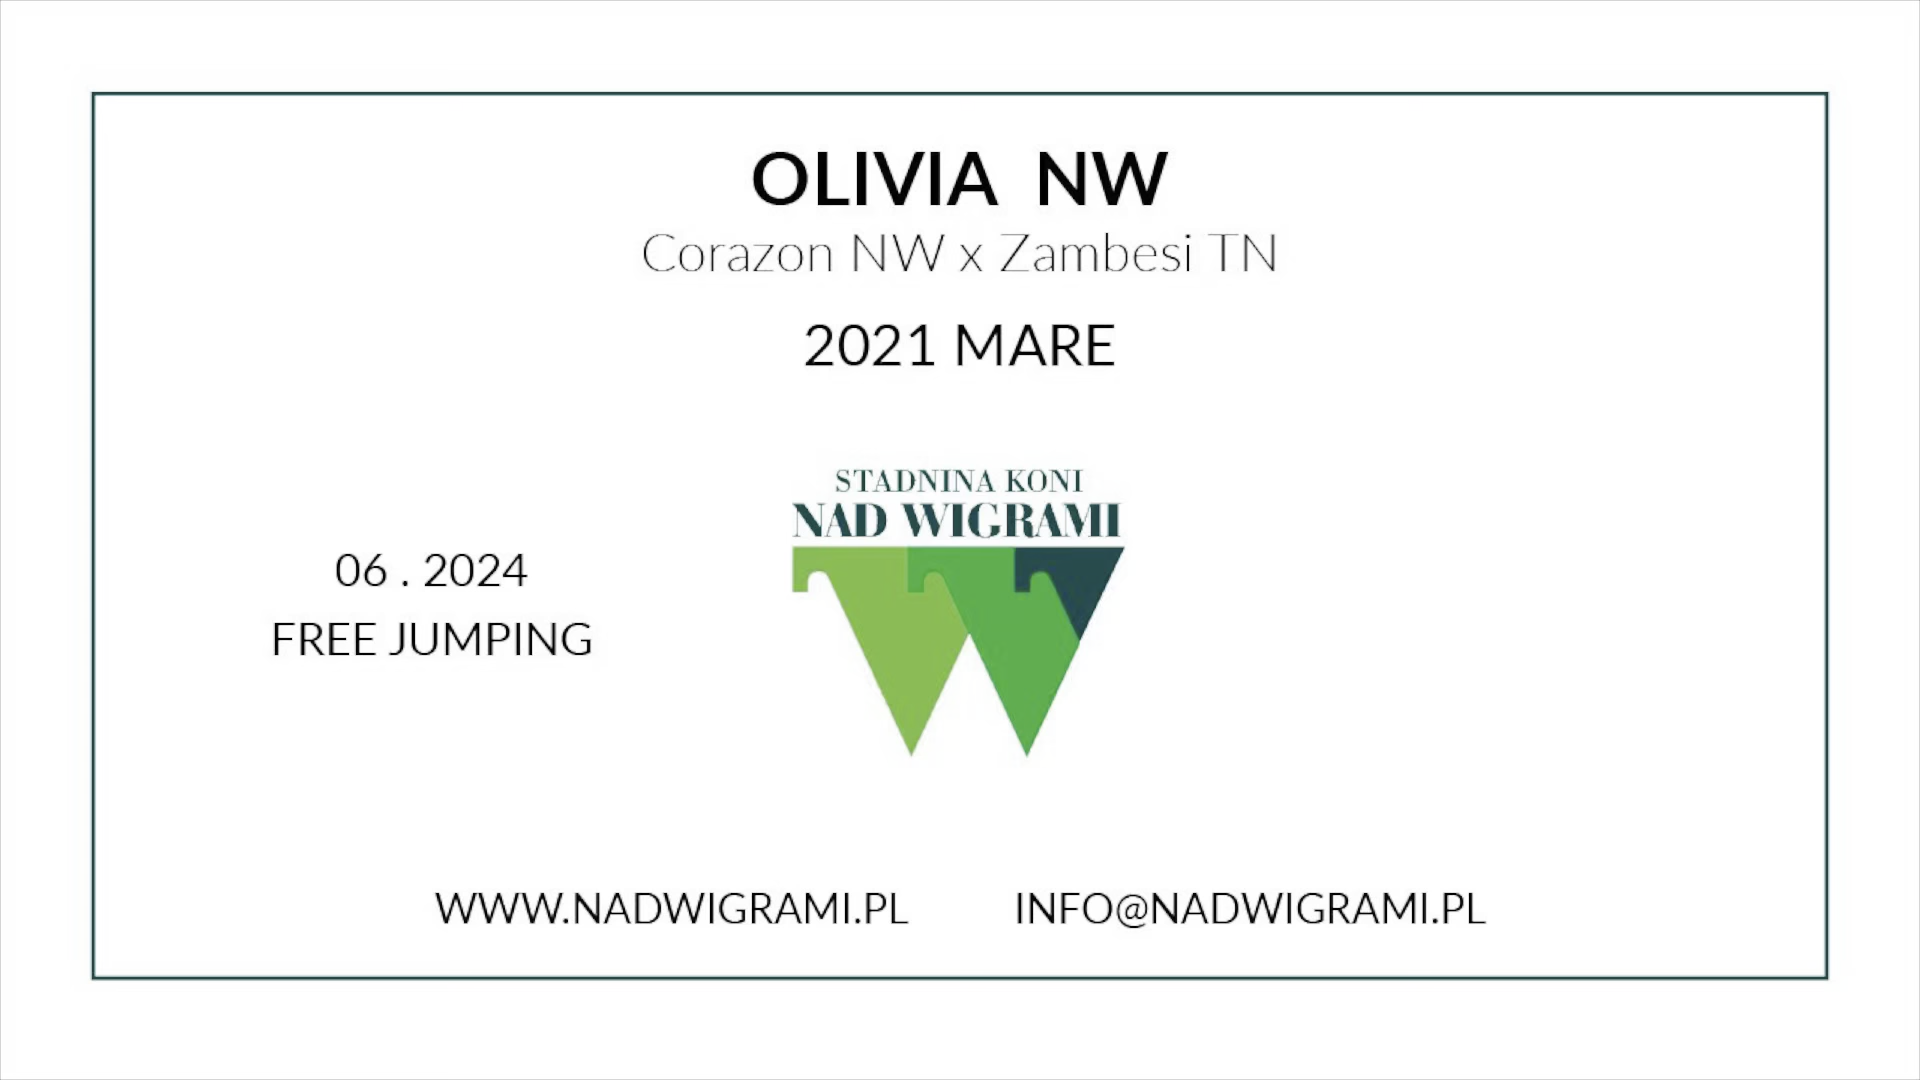 OLIVIA NW
Corazon NW x Zambesi TN
2021 MARE
STADNINA KONI
NAD WIGRAMI
06 . 2024
FREE JUMPING
WWW.NADWIGRAMI.PL INFO@NADWIGRAMI.PL